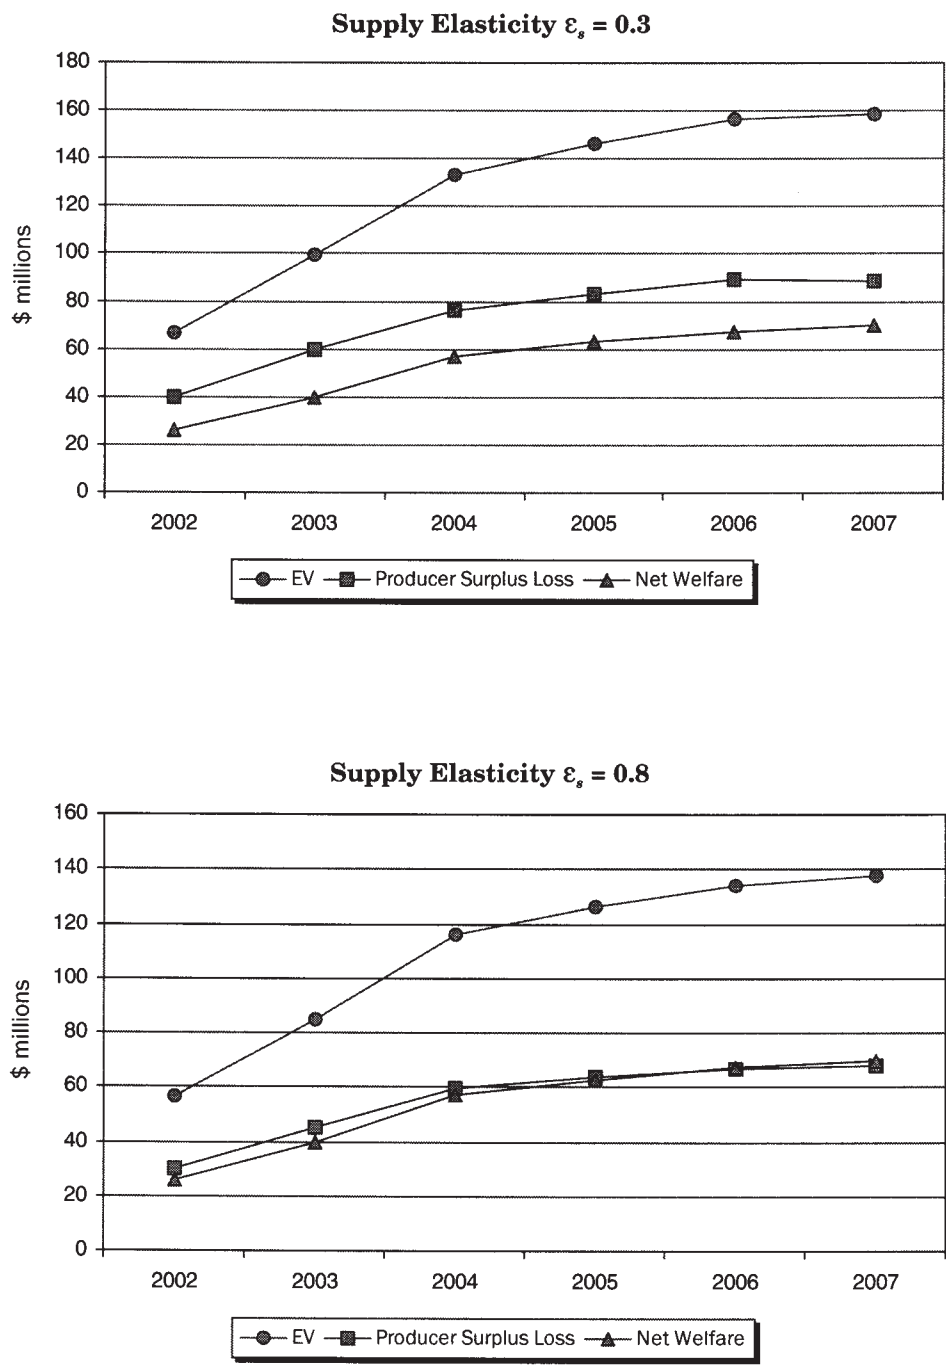 Supply Elasticity εs = 0.3
180
160
140
120
100
80
60
40
20
0
$ millions
2002 2003 2004 2005 2006 2007
EV Producer Surplus Loss Net Welfare
Supply Elasticity εs = 0.8
160
140
120
100
80
60
40
20
0
$ millions
2002 2003 2004 2005 2006 2007
EV Producer Surplus Loss Net Welfare